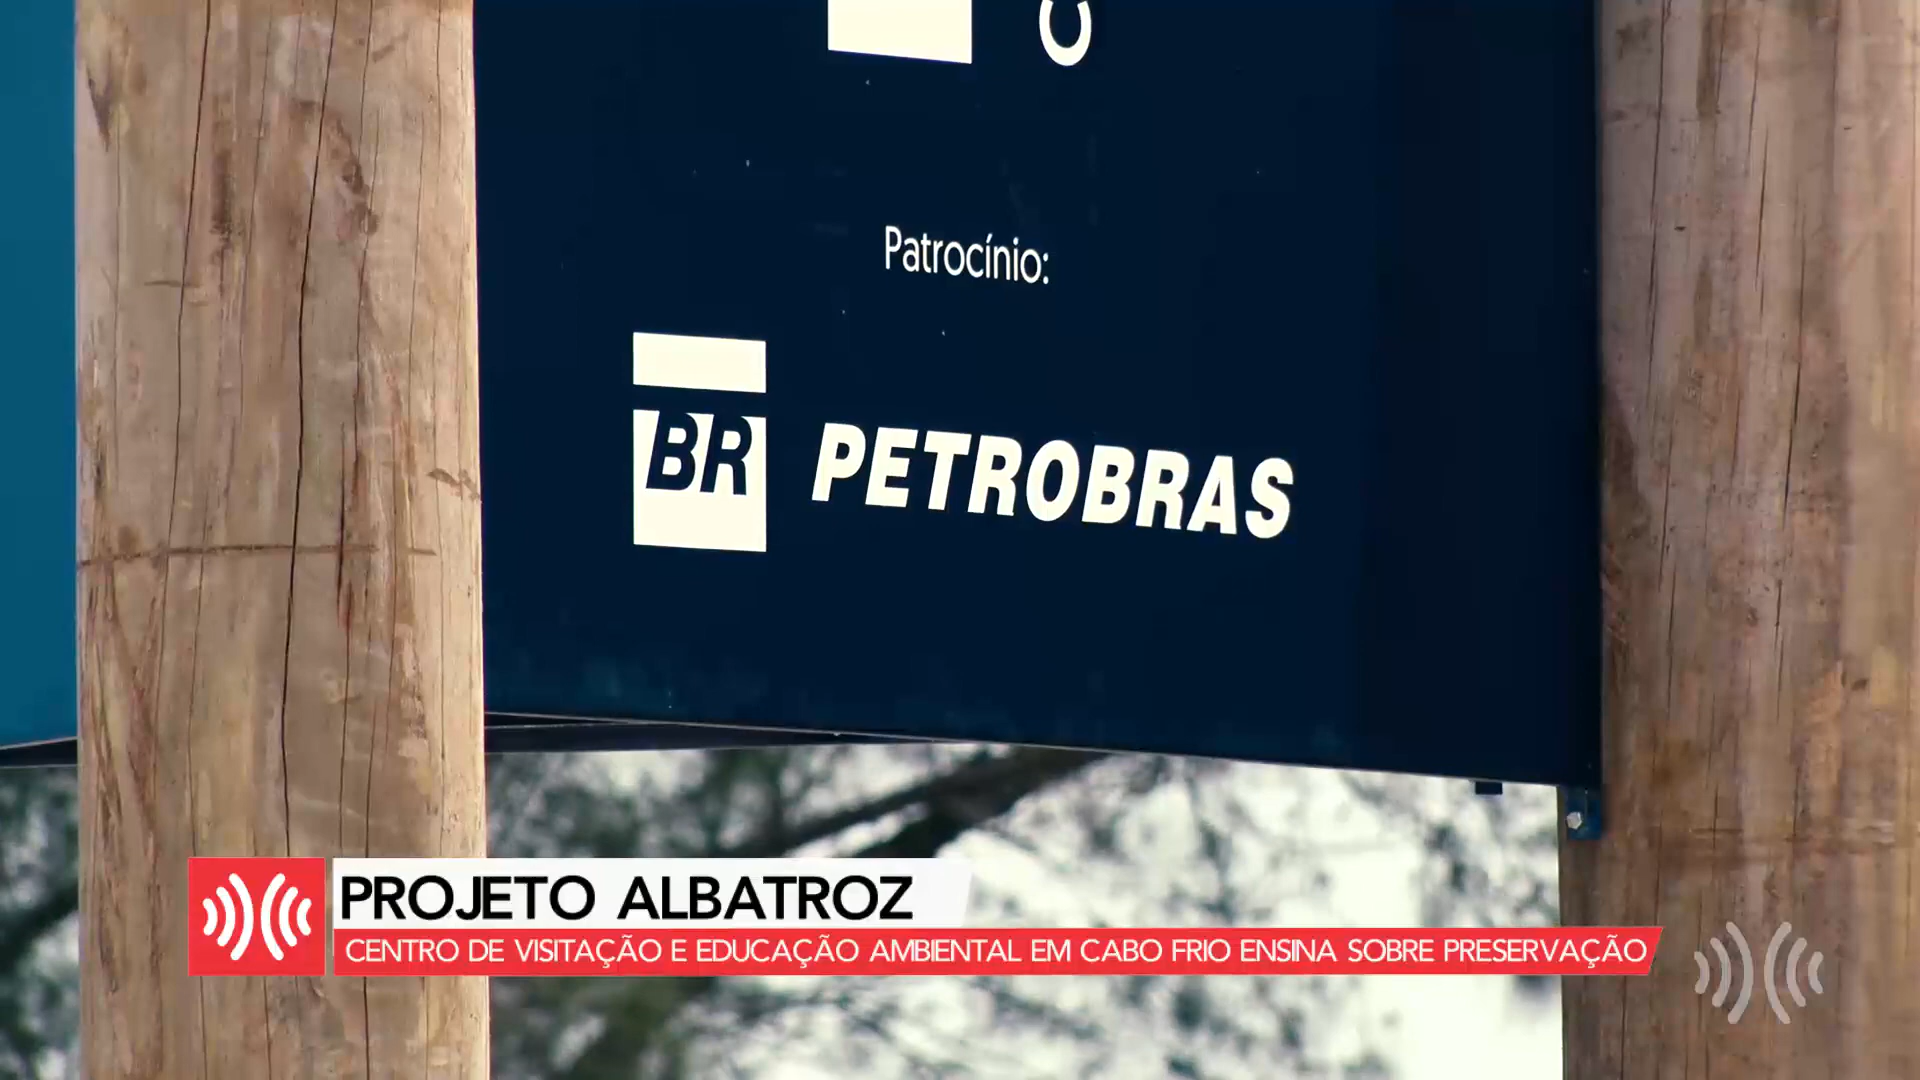 C
Patrocínio:
BR PETROBRAS
PROJETO ALBATROZ
CENTRO DE VISITAÇÃO E EDUCAÇÃO AMBIENTAL EM CABO FRIO ENSINA SOBRE PRESERVAÇÃO